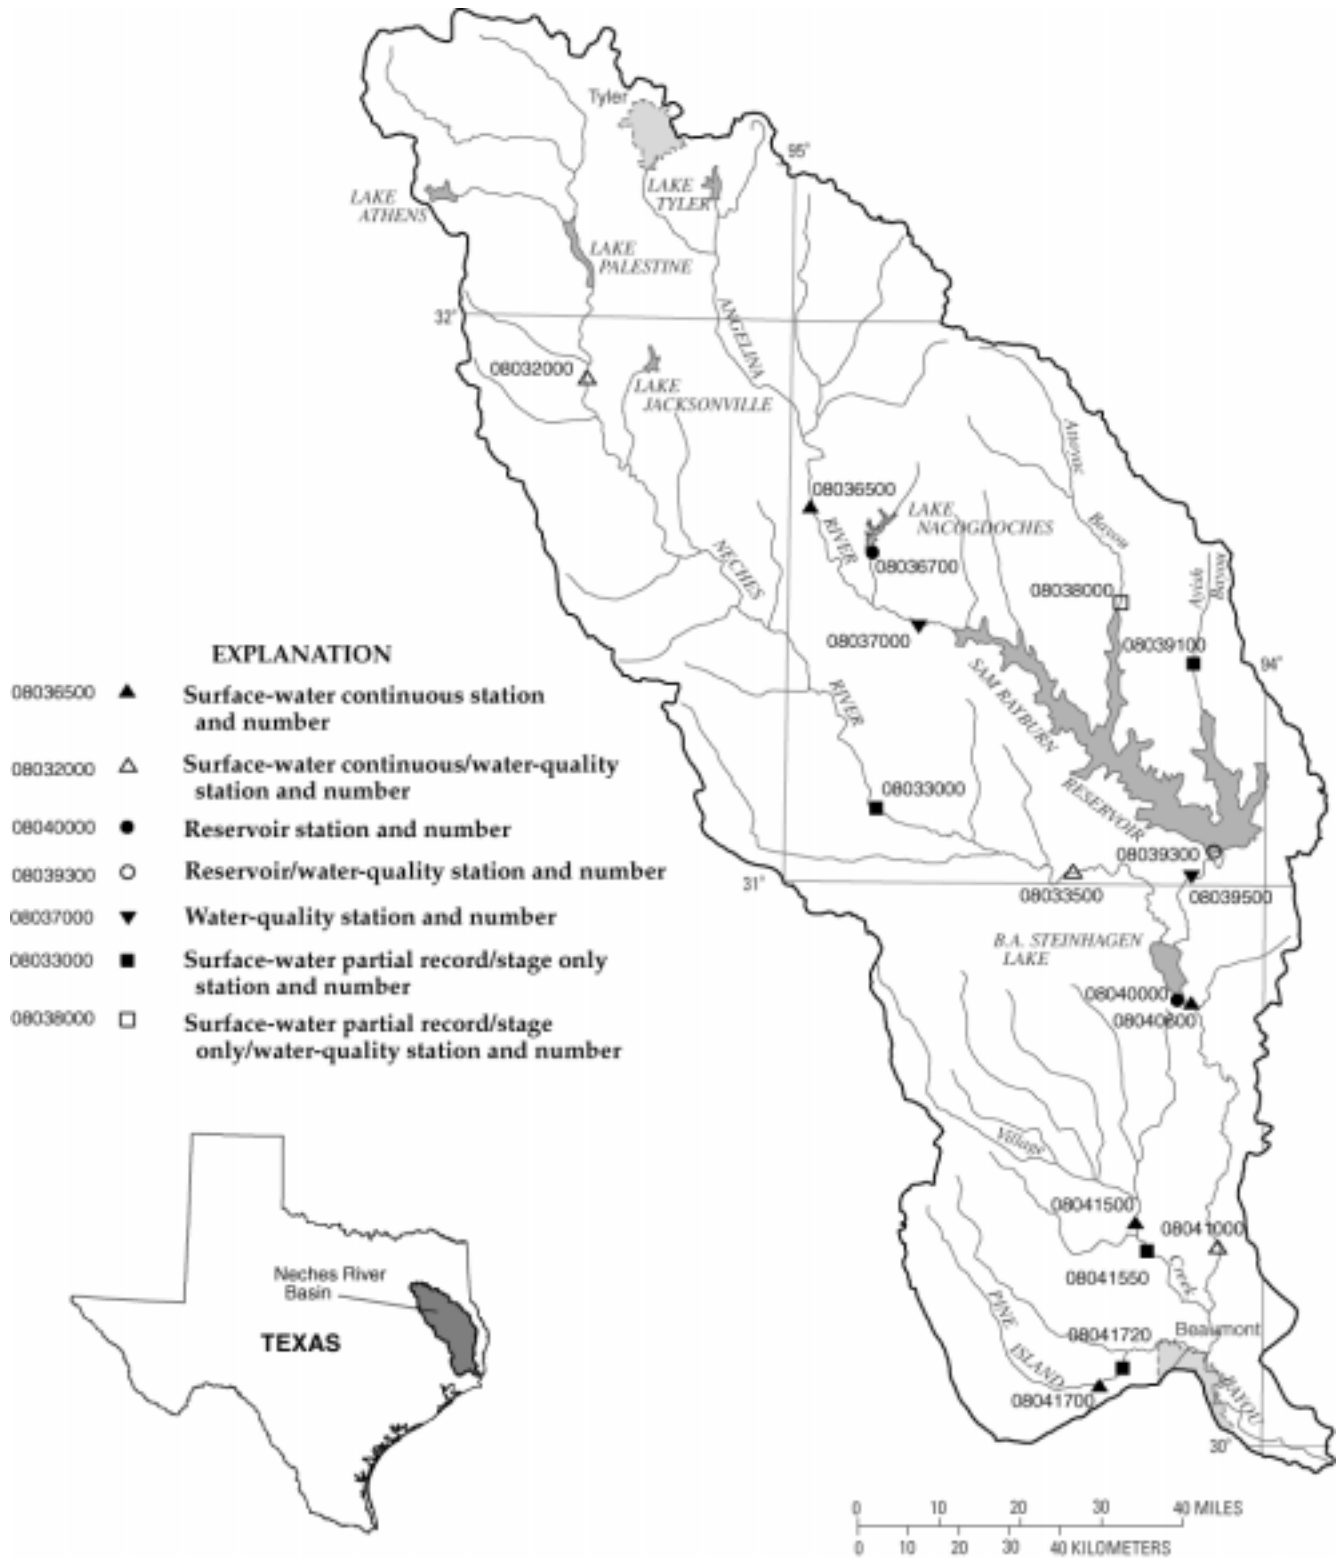 Tyler
95°
LAKE
TYLER
LAKE
ATHENS
LAKE
PALESTINE
32°
ANGELINA
08032000
LAKE
JACKSONVILLE
Attoyac
08036500
LAKE
NACOGDOCHES
RIVER
Bayou
NECHES
08036700
Ayish
Bayou
08038000
08037000
08039100
94°
SAM RAYBURN
RIVER
RESERVOIR
08033000
08039300
31°
08033500
08039500
B.A. STEINHAGEN
LAKE
08040000
08040600
Village
08041500
08041000
08041550
Creek
PINE
08041720
Beaumont
ISLAND
08041700
BAYOU
30°
EXPLANATION
08036500 Surface-water continuous station
and number
08032000 Surface-water continuous/water-quality
station and number
08040000 Reservoir station and number
08039300 Reservoir/water-quality station and number
08037000 Water-quality station and number
08033000 Surface-water partial record/stage only
station and number
08038000 Surface-water partial record/stage
only/water-quality station and number
Neches River
Basin
TEXAS
0 10 20 30 40 MILES
0 10 20 30 40 KILOMETERS